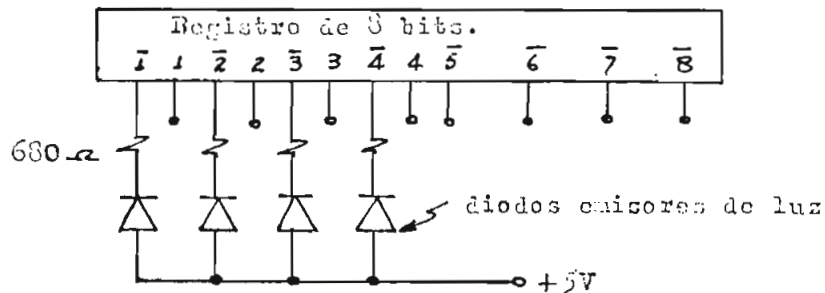 Registro de 8 bits.
1̅ 1 2̅ 2 3̅ 3 4̅ 4 5̅ 6̅ 7̅ 8̅
680 Ω
diodos emisores de luz
+5V